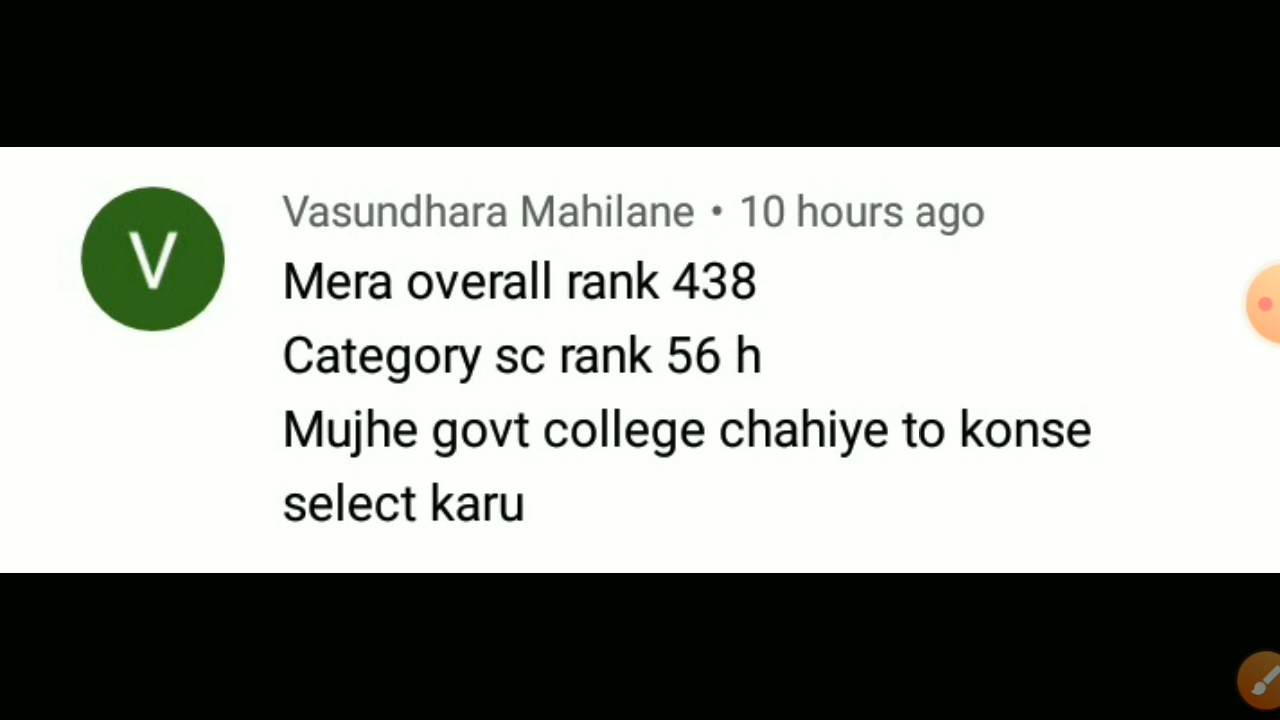 V
Vasundhara Mahilane • 10 hours ago
Mera overall rank 438
Category sc rank 56 h
Mujhe govt college chahiye to konse
select karu